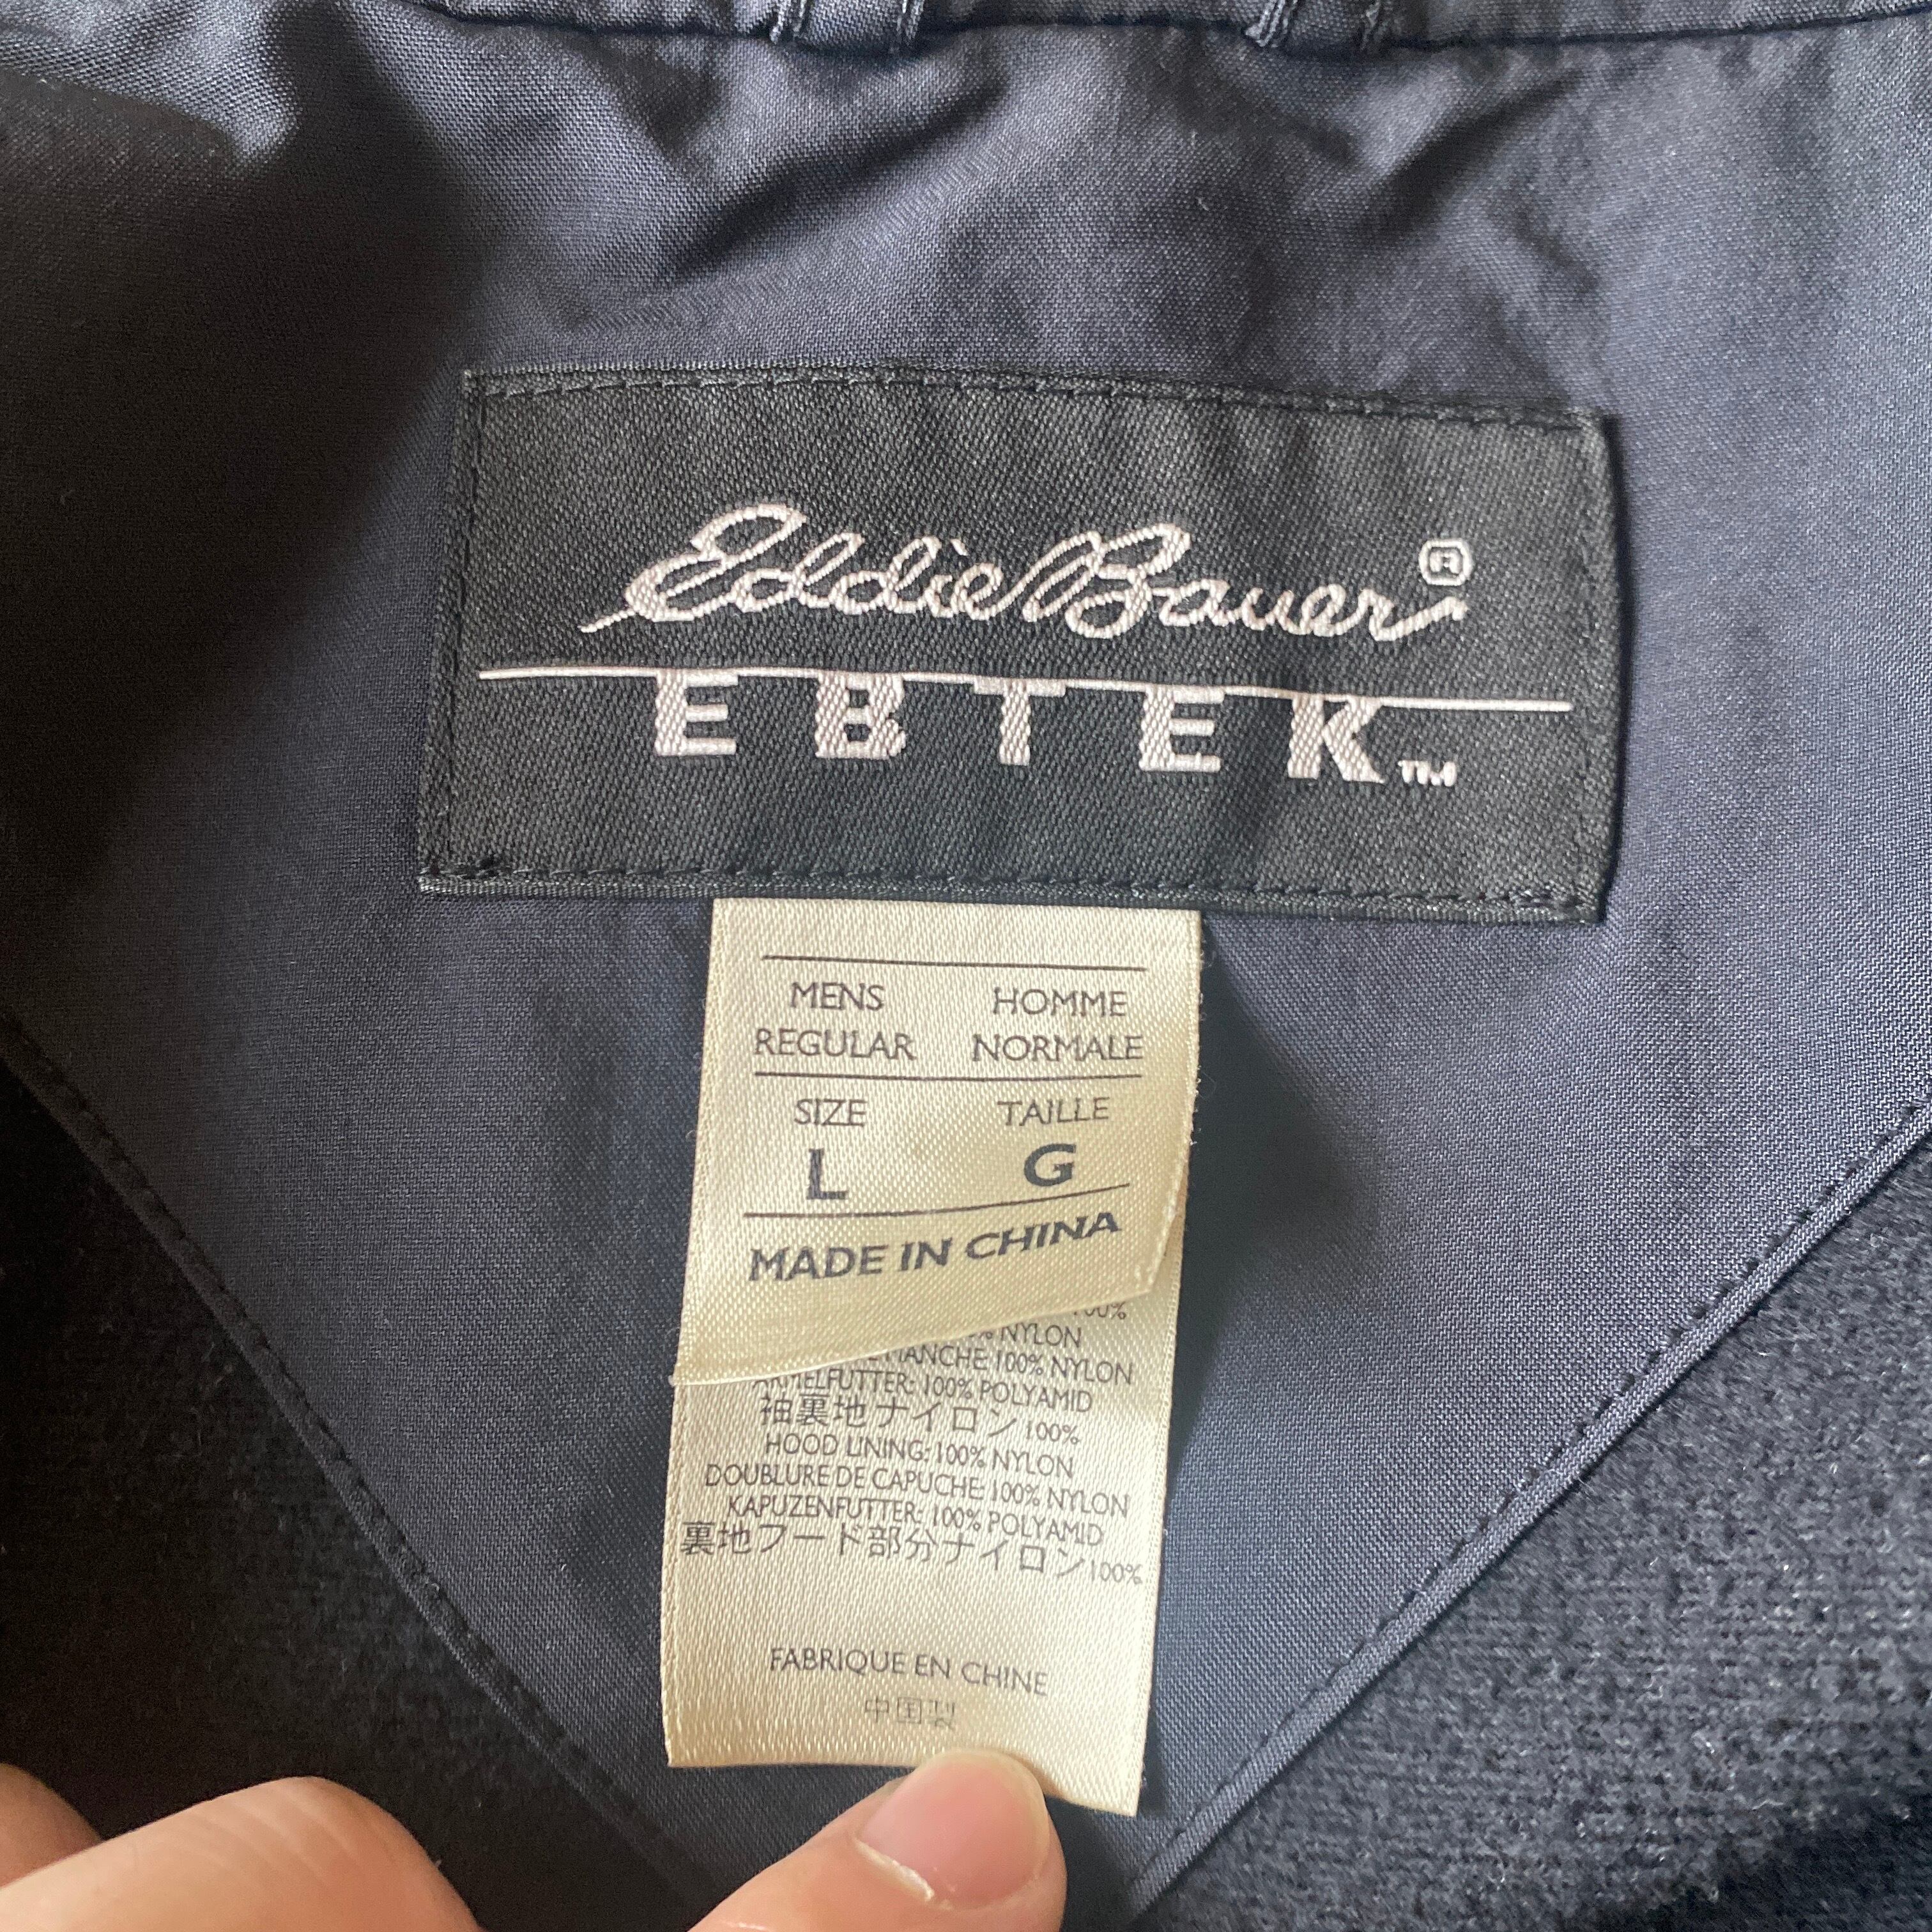 Eddie Bauer®
EBTEK™
MENS HOMME
REGULAR NORMALE
SIZE TAILLE
L G
MADE IN CHINA
100%
NYLON
MANCHE: 100% NYLON
100% POLYAMID
袖裏地ナイロン100%
HOOD LINING: 100% NYLON
DOUBLURE DE CAPUCHE: 100% NYLON
KAPUZENFUTTER: 100% POLYAMID
裏地フード部分ナイロン100%
FABRIQUE EN CHINE
中国製